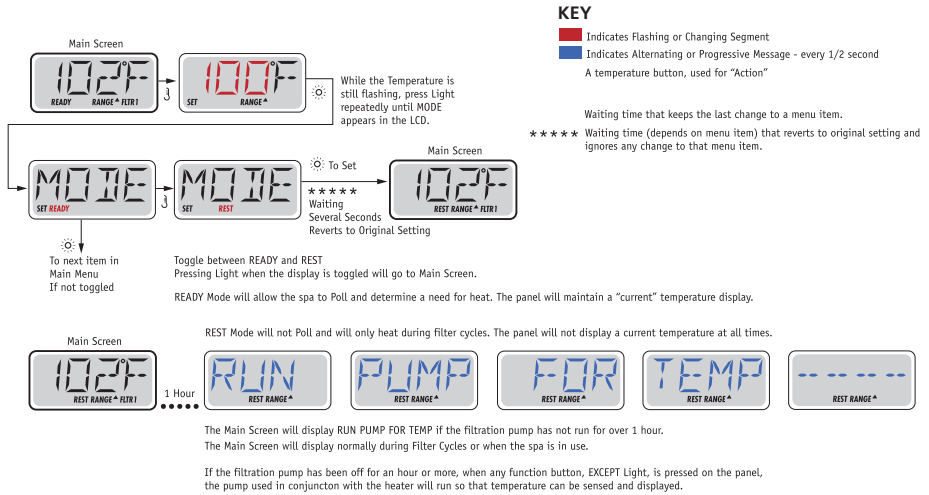 KEY
Indicates Flashing or Changing Segment
Indicates Alternating or Progressive Message - every 1/2 second
A temperature button, used for “Action”
Waiting time that keeps the last change to a menu item.
***** Waiting time (depends on menu item) that reverts to original setting and
ignores any change to that menu item.
Main Screen
102°F
READY RANGE FLTR1
100°F
SET RANGE
While the Temperature is
still flashing, press Light
repeatedly until MODE
appears in the LCD.
MODE
SET READY
MODE
SET REST
To Set
*****
Waiting
Several Seconds
Reverts to Original Setting
Main Screen
102°F
REST RANGE FLTR1
To next item in
Main Menu
If not toggled
Toggle between READY and REST
Pressing Light when the display is toggled will go to Main Screen.
READY Mode will allow the spa to Poll and determine a need for heat. The panel will maintain a “current” temperature display.
REST Mode will not Poll and will only heat during filter cycles. The panel will not display a current temperature at all times.
Main Screen
102°F
REST RANGE FLTR1
1 Hour
RUN
REST RANGE
PUMP
REST RANGE
FOR
REST RANGE
TEMP
REST RANGE
-- -- -- --
REST RANGE
The Main Screen will display RUN PUMP FOR TEMP if the filtration pump has not run for over 1 hour.
The Main Screen will display normally during Filter Cycles or when the spa is in use.
If the filtration pump has been off for an hour or more, when any function button, EXCEPT Light, is pressed on the panel,
the pump used in conjuncton with the heater will run so that temperature can be sensed and displayed.